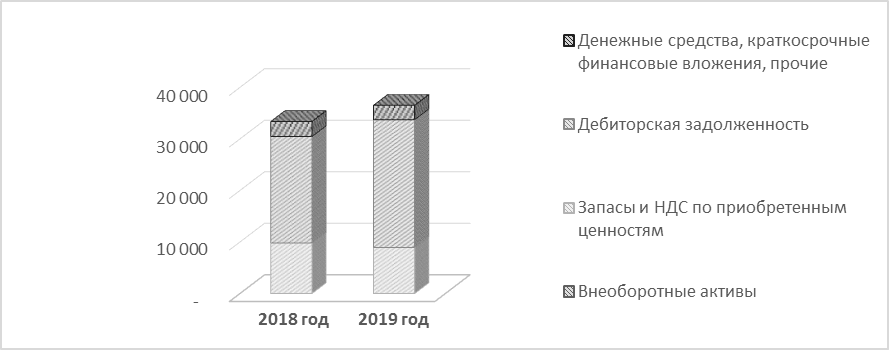 40 000
30 000
20 000
10 000
-
2018 год
2019 год
Денежные средства, краткосрочные
финансовые вложения, прочие
Дебиторская задолженность
Запасы и НДС по приобретенным
ценностям
Внеоборотные активы